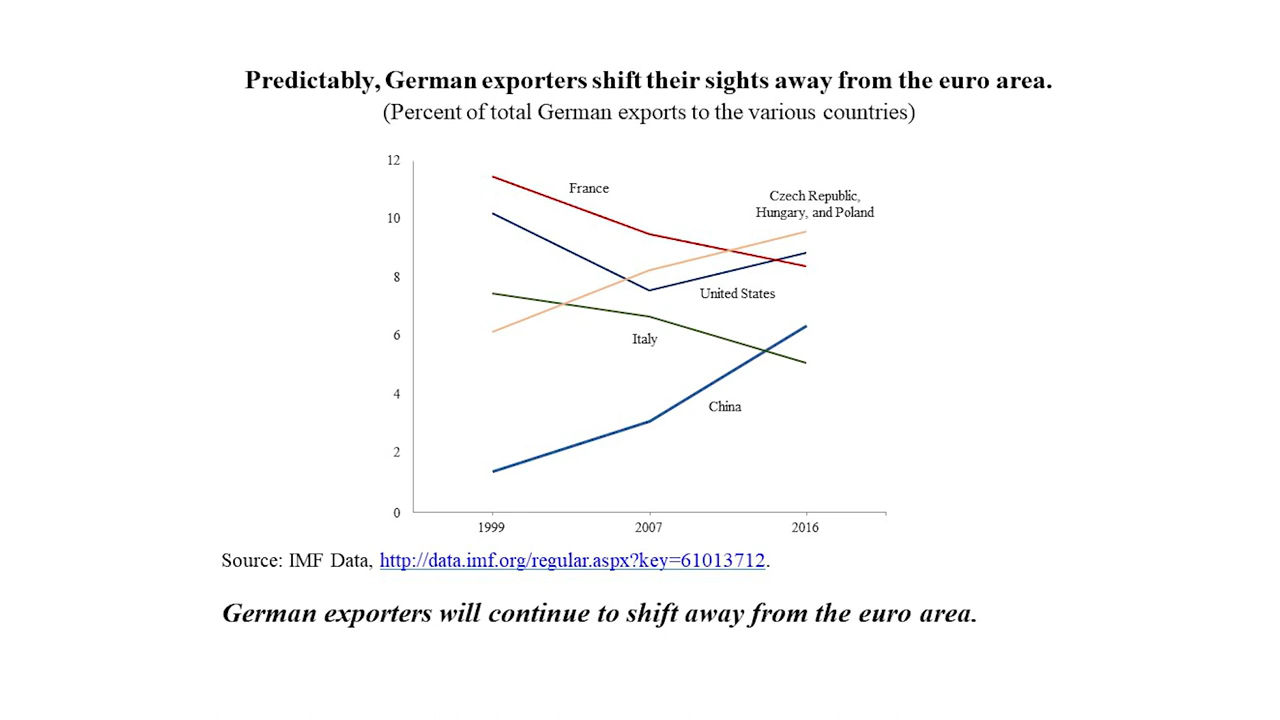 Predictably, German exporters shift their sights away from the euro area.
(Percent of total German exports to the various countries)
12
10
8
6
4
2
0
France
Czech Republic,
Hungary, and Poland
United States
Italy
China
1999
2007
2016
Source: IMF Data, http://data.imf.org/regular.aspx?key=61013712.
German exporters will continue to shift away from the euro area.